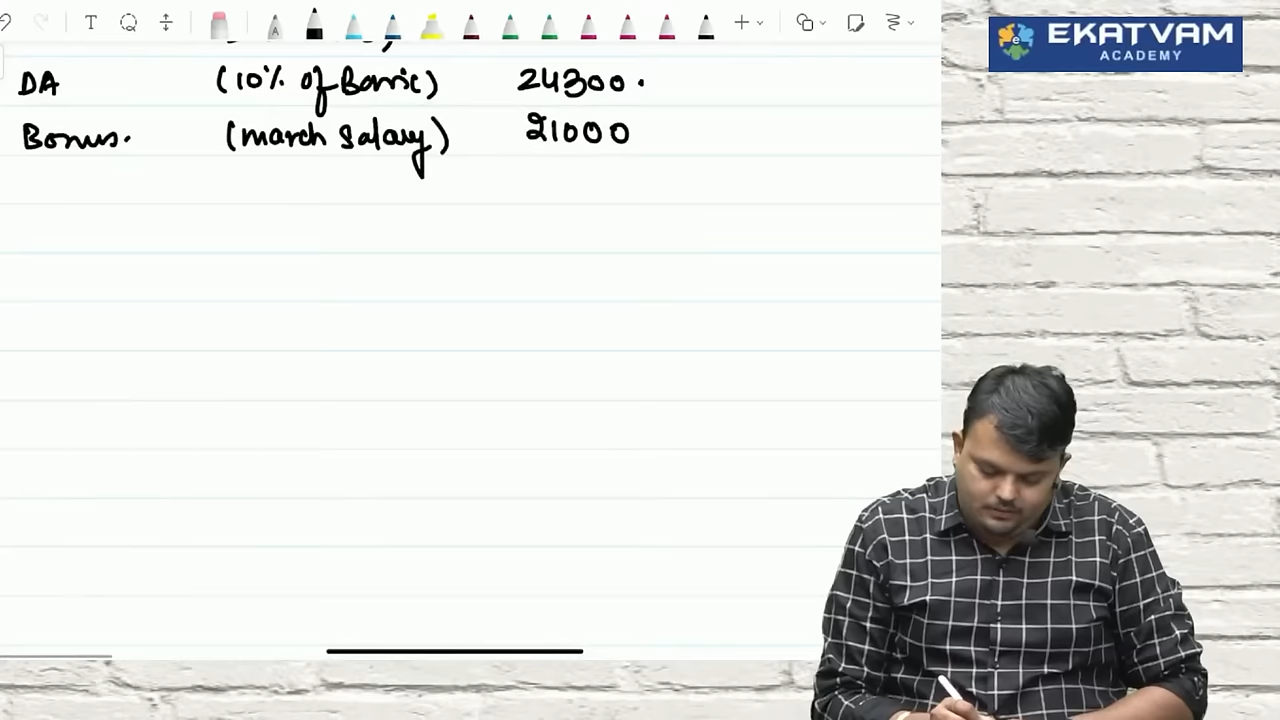 EKATVAM
ACADEMY
DA (10% of Basic) 24300.
Bonus. (march salary) 21000